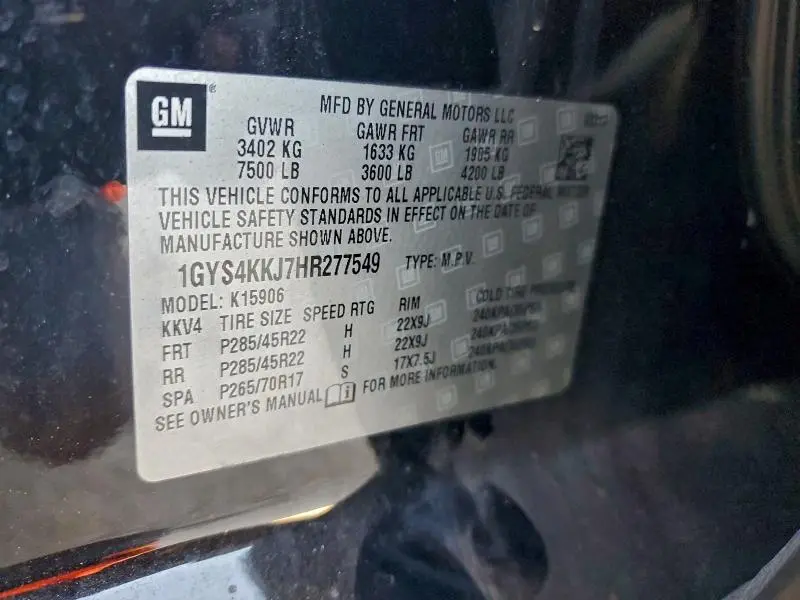 GM
MFD BY GENERAL MOTORS LLC
GVWR GAWR FRT GAWR RR
3402 KG 1633 KG 1905 KG
7500 LB 3600 LB 4200 LB
THIS VEHICLE CONFORMS TO ALL APPLICABLE U.S. FEDERAL MOTOR
VEHICLE SAFETY STANDARDS IN EFFECT ON THE DATE OF
MANUFACTURE SHOWN ABOVE.
1GYS4KKJ7HR277549 TYPE: M.P.V.
MODEL: K15906
KKV4 TIRE SIZE SPEED RTG RIM COLD TIRE PRESSURE
FRT P285/45R22 H 22X9J
RR P285/45R22 H 22X9J
SPA P265/70R17 S 17X7.5J
SEE OWNER'S MANUAL FOR MORE INFORMATION.